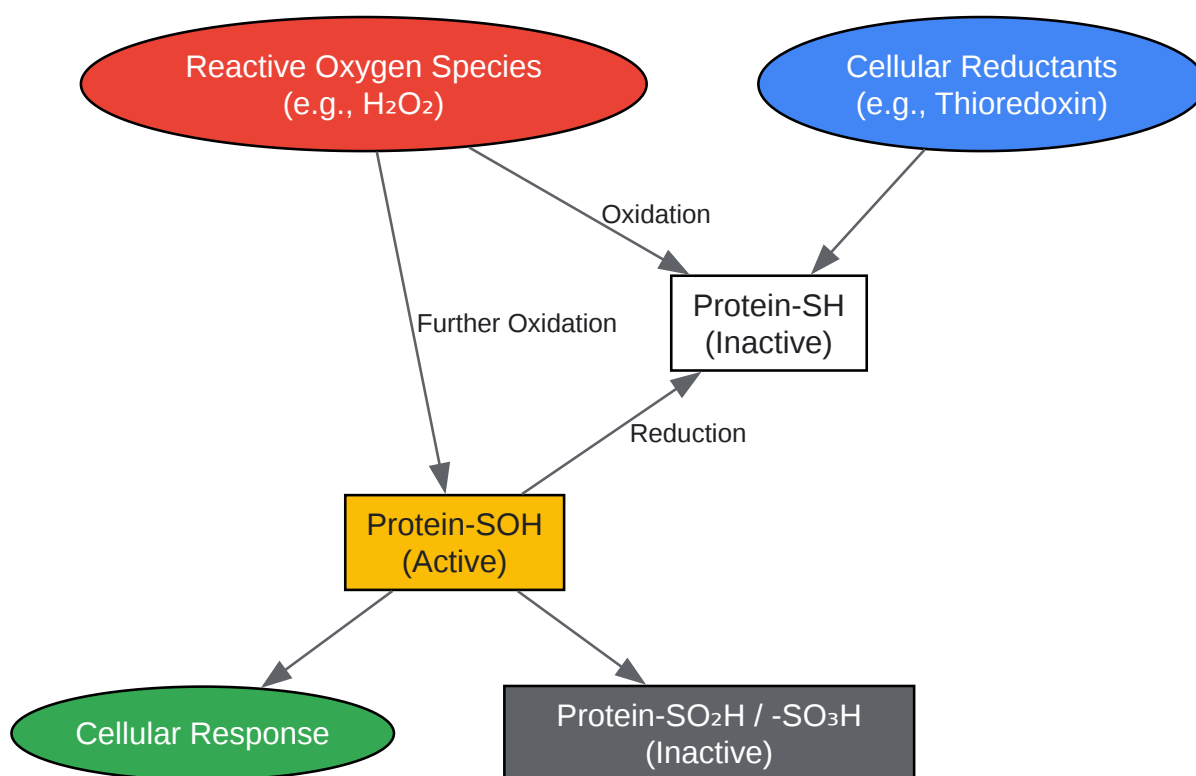 Reactive Oxygen Species
(e.g., H₂O₂)
Cellular Reductants
(e.g., Thioredoxin)
Oxidation
Protein-SH
(Inactive)
Further Oxidation
Reduction
Protein-SOH
(Active)
Cellular Response
Protein-SO₂H / -SO₃H
(Inactive)